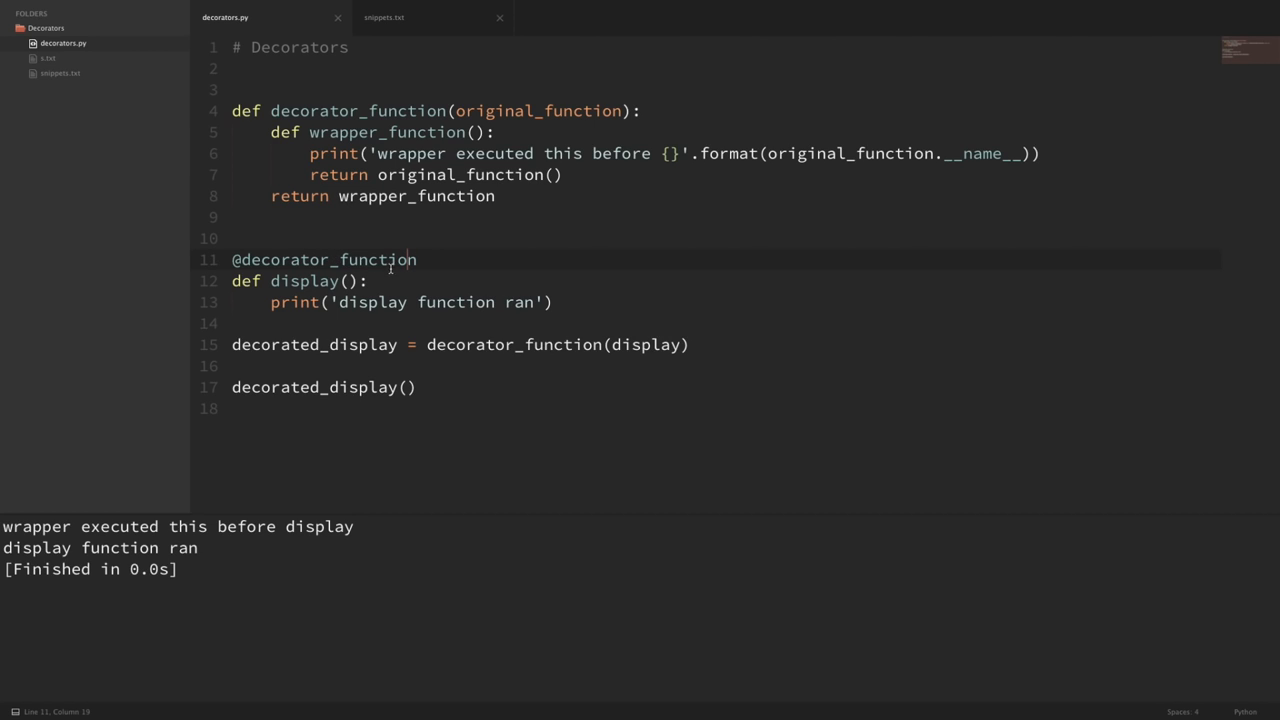 FOLDERS
Decorators
decorators.py
s.txt
snippets.txt
decorators.py
snippets.txt
1 # Decorators
2
3
4 def decorator_function(original_function):
5     def wrapper_function():
6         print('wrapper executed this before {}'.format(original_function.__name__))
7         return original_function()
8     return wrapper_function
9
10
11 @decorator_function
12 def display():
13     print('display function ran')
14
15 decorated_display = decorator_function(display)
16
17 decorated_display()
18
wrapper executed this before display
display function ran
[Finished in 0.0s]
Line 11, Column 19
Spaces: 4
Python